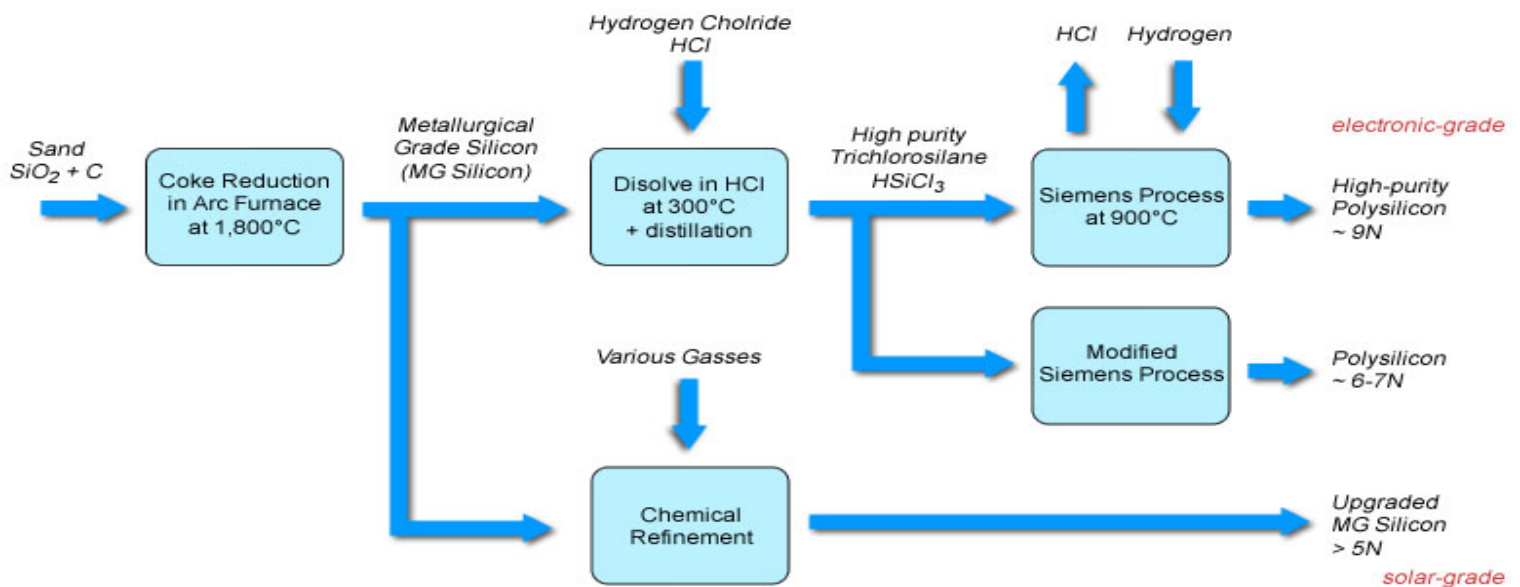 Hydrogen Cholride
HCl
HCl
Hydrogen
Sand
SiO₂ + C
Coke Reduction
in Arc Furnace
at 1,800°C
Metallurgical
Grade Silicon
(MG Silicon)
Disolve in HCl
at 300°C
+ distillation
High purity
Trichlorosilane
HSiCl₃
Siemens Process
at 900°C
electronic-grade
High-purity
Polysilicon
~ 9N
Various Gasses
Modified
Siemens Process
Polysilicon
~ 6-7N
Chemical
Refinement
Upgraded
MG Silicon
> 5N
solar-grade